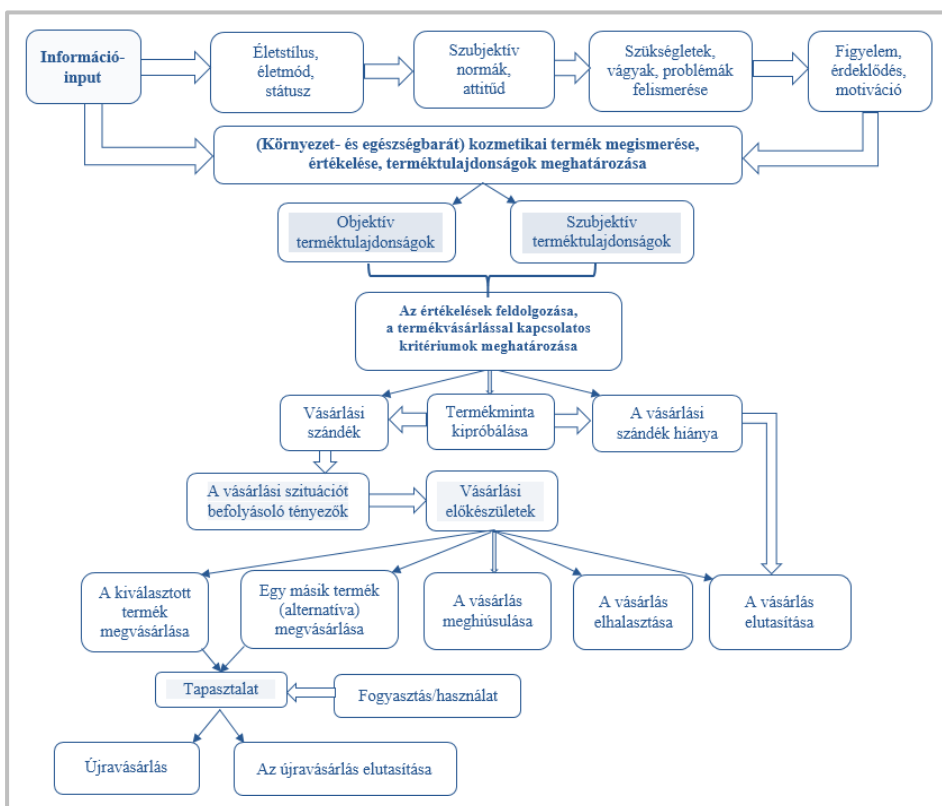 Információ-
input
Életstílus,
életmód,
státusz
Szubjektív
normák,
attitűd
Szükségletek,
vágyak, problémák
felismerése
Figyelem,
érdeklődés,
motiváció
(Környezet- és egészségbarát) kozmetikai termék megismerése,
értékelése, terméktulajdonságok meghatározása
Objektív
terméktulajdonságok
Szubjektív
terméktulajdonságok
Az értékelések feldolgozása,
a termékvásárlással kapcsolatos
kritériumok meghatározása
Vásárlási
szándék
Termékminta
kipróbálása
A vásárlási
szándék hiánya
A vásárlási szituációt
befolyásoló tényezők
Vásárlási
előkészületek
A kiválasztott
termék
megvásárlása
Egy másik termék
(alternatíva)
megvásárlása
A vásárlás
meghiúsulása
A vásárlás
elhalasztása
A vásárlás
elutasítása
Tapasztalat
Fogyasztás/használat
Újravásárlás
Az újravásárlás elutasítása